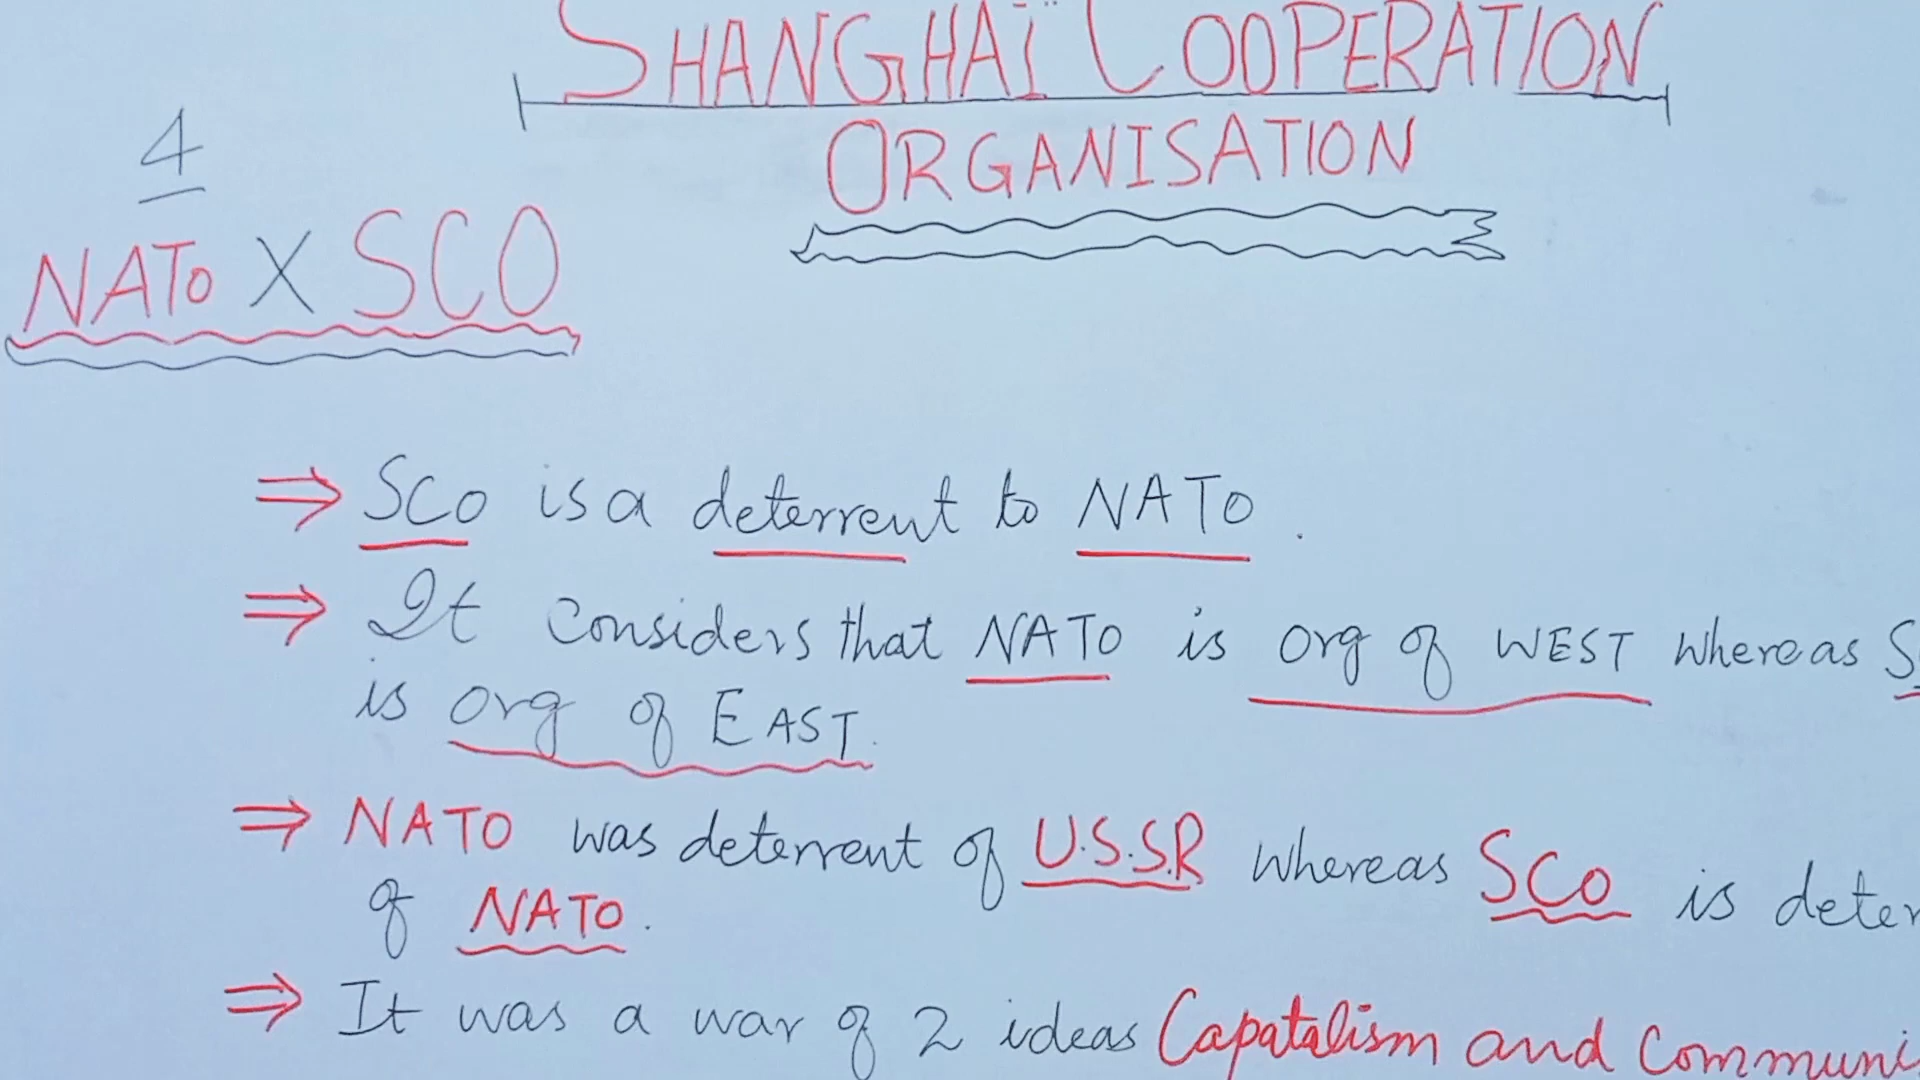 SHANGHAI COOPERATION
ORGANISATION
4
NATO X SCO
⇒ SCO is a deterrent to NATO.
⇒ It considers that NATO is org of WEST whereas
is org of EAST.
⇒ NATO was deterrent of U.S.S.R whereas SCO is
of NATO.
⇒ It was a war of 2 ideas Capatalism and